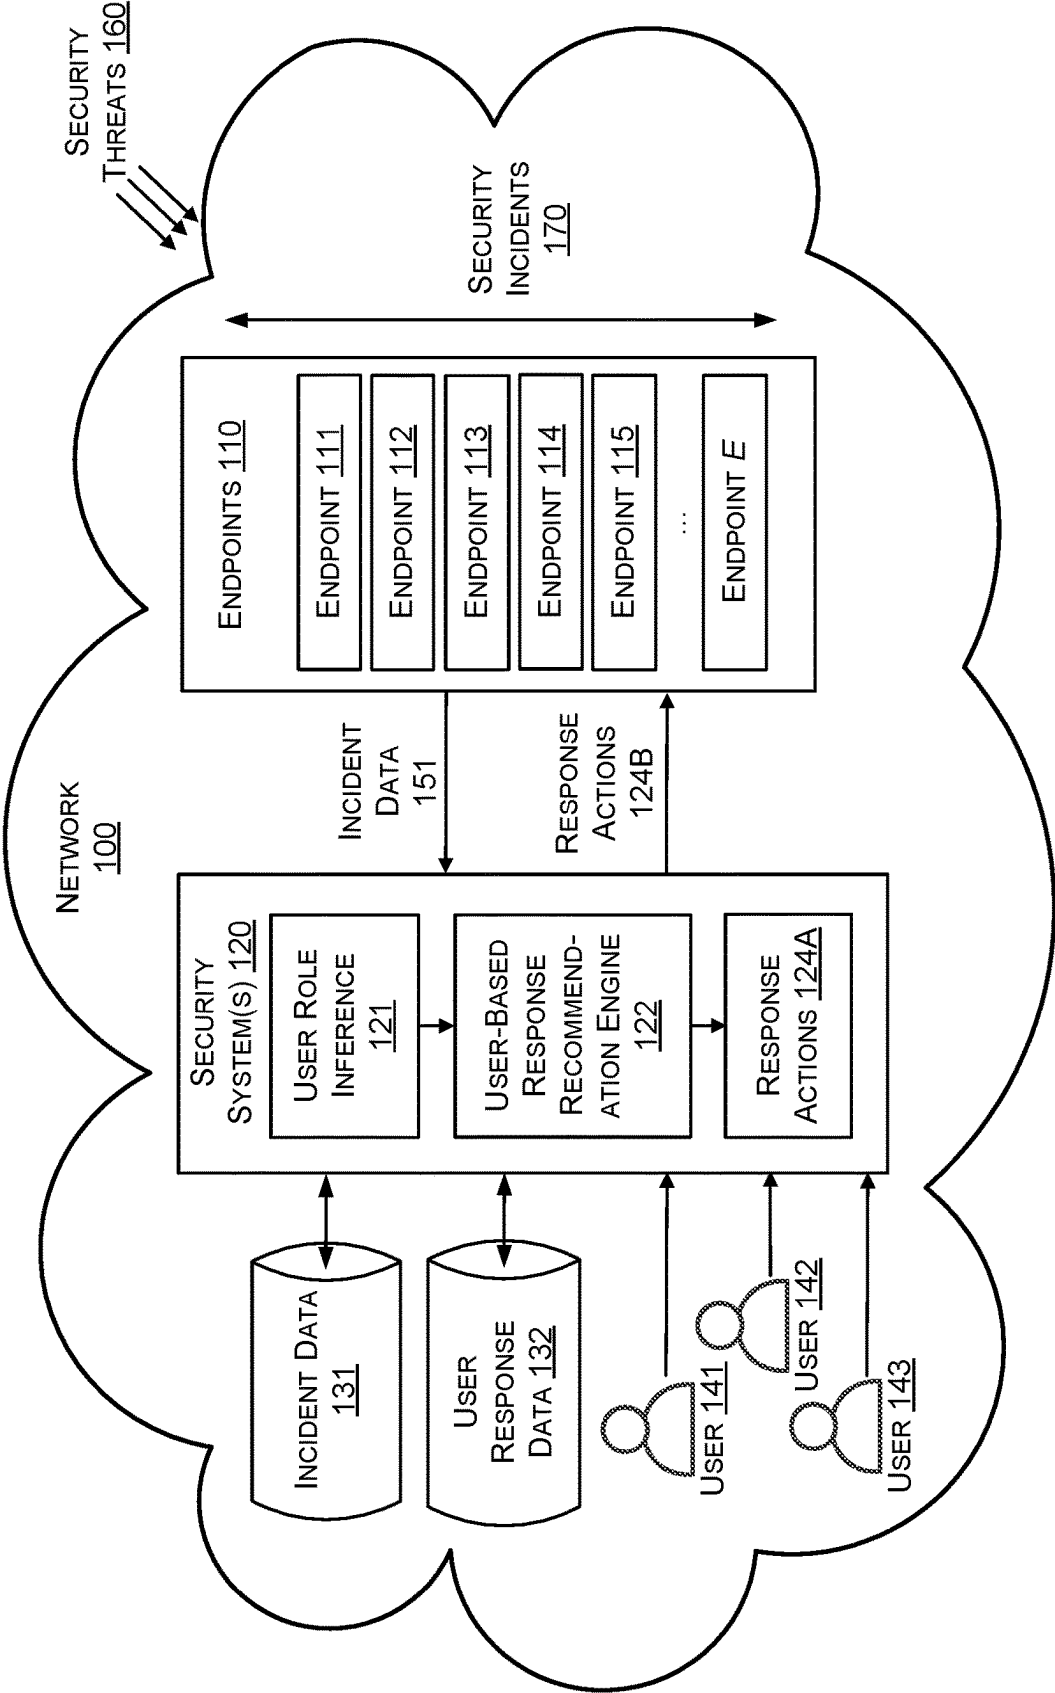 NETWORK
100
SECURITY
THREATS 160
INCIDENT DATA
131
USER
RESPONSE
DATA 132
USER 141
USER 142
USER 143
SECURITY
SYSTEM(S) 120
USER ROLE
INFERENCE
121
USER-BASED
RESPONSE
RECOMMEND-
ATION ENGINE
122
RESPONSE
ACTIONS 124A
INCIDENT
DATA
151
RESPONSE
ACTIONS
124B
ENDPOINTS 110
ENDPOINT 111
ENDPOINT 112
ENDPOINT 113
ENDPOINT 114
ENDPOINT 115
...
ENDPOINT E
SECURITY
INCIDENTS
170